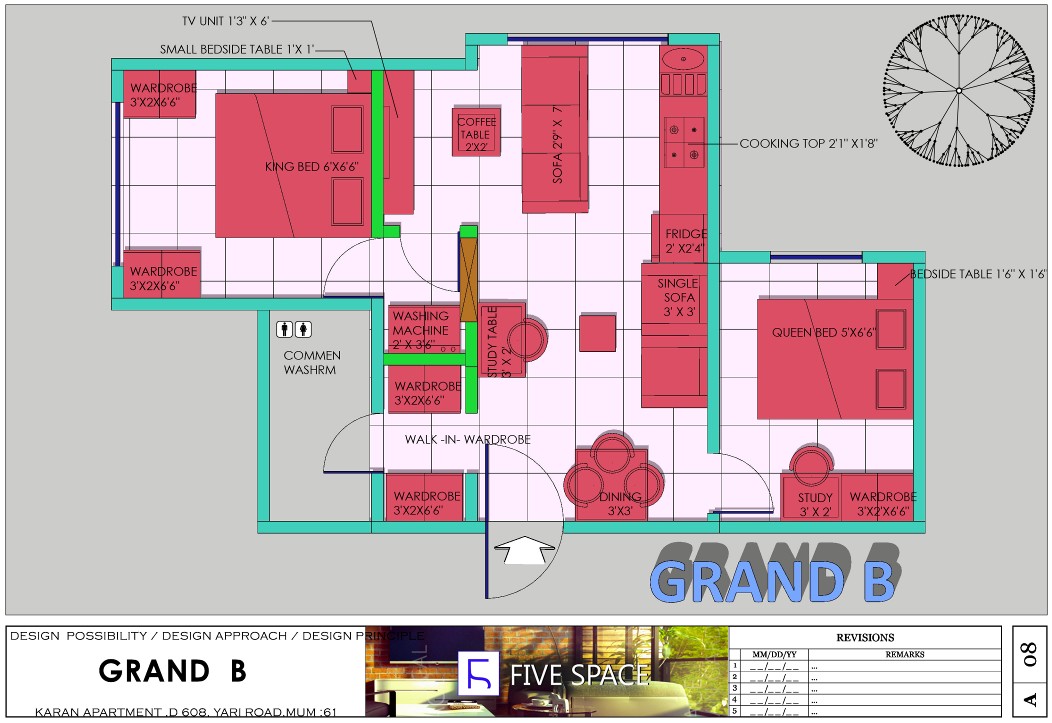 TV UNIT 1'3" X 6'
SMALL BEDSIDE TABLE 1'X 1'
WARDROBE
3'X2X6'6"
KING BED 6'X6'6"
COFFEE
TABLE
2'X2'
SOFA 2'9" X 7'
COOKING TOP 2'1" X1'8"
FRIDGE
2' X2'4"
WARDROBE
3'X2X6'6"
SINGLE
SOFA
3' X 3'
BEDSIDE TABLE 1'6" X 1'6"
WASHING
MACHINE
2' X 3'6"
STUDY TABLE
3' X 2'
QUEEN BED 5'X6'6"
COMMEN
WASHRM
WARDROBE
3'X2X6'6"
WALK -IN- WARDROBE
WARDROBE
3'X2X6'6"
DINING
3'X3'
STUDY
3' X 2'
WARDROBE
3'X2'X6'6"
GRAND B
DESIGN POSSIBILITY / DESIGN APPROACH / DESIGN PRINCIPLE
GRAND B
KARAN APARTMENT ,D 608, YARI ROAD,MUM :61
FIVE SPACE
REVISIONS
MM/DD/YY REMARKS
1 __/__/__ ...
2 __/__/__ ...
3 __/__/__ ...
4 __/__/__ ...
5 __/__/__ ...
A 08